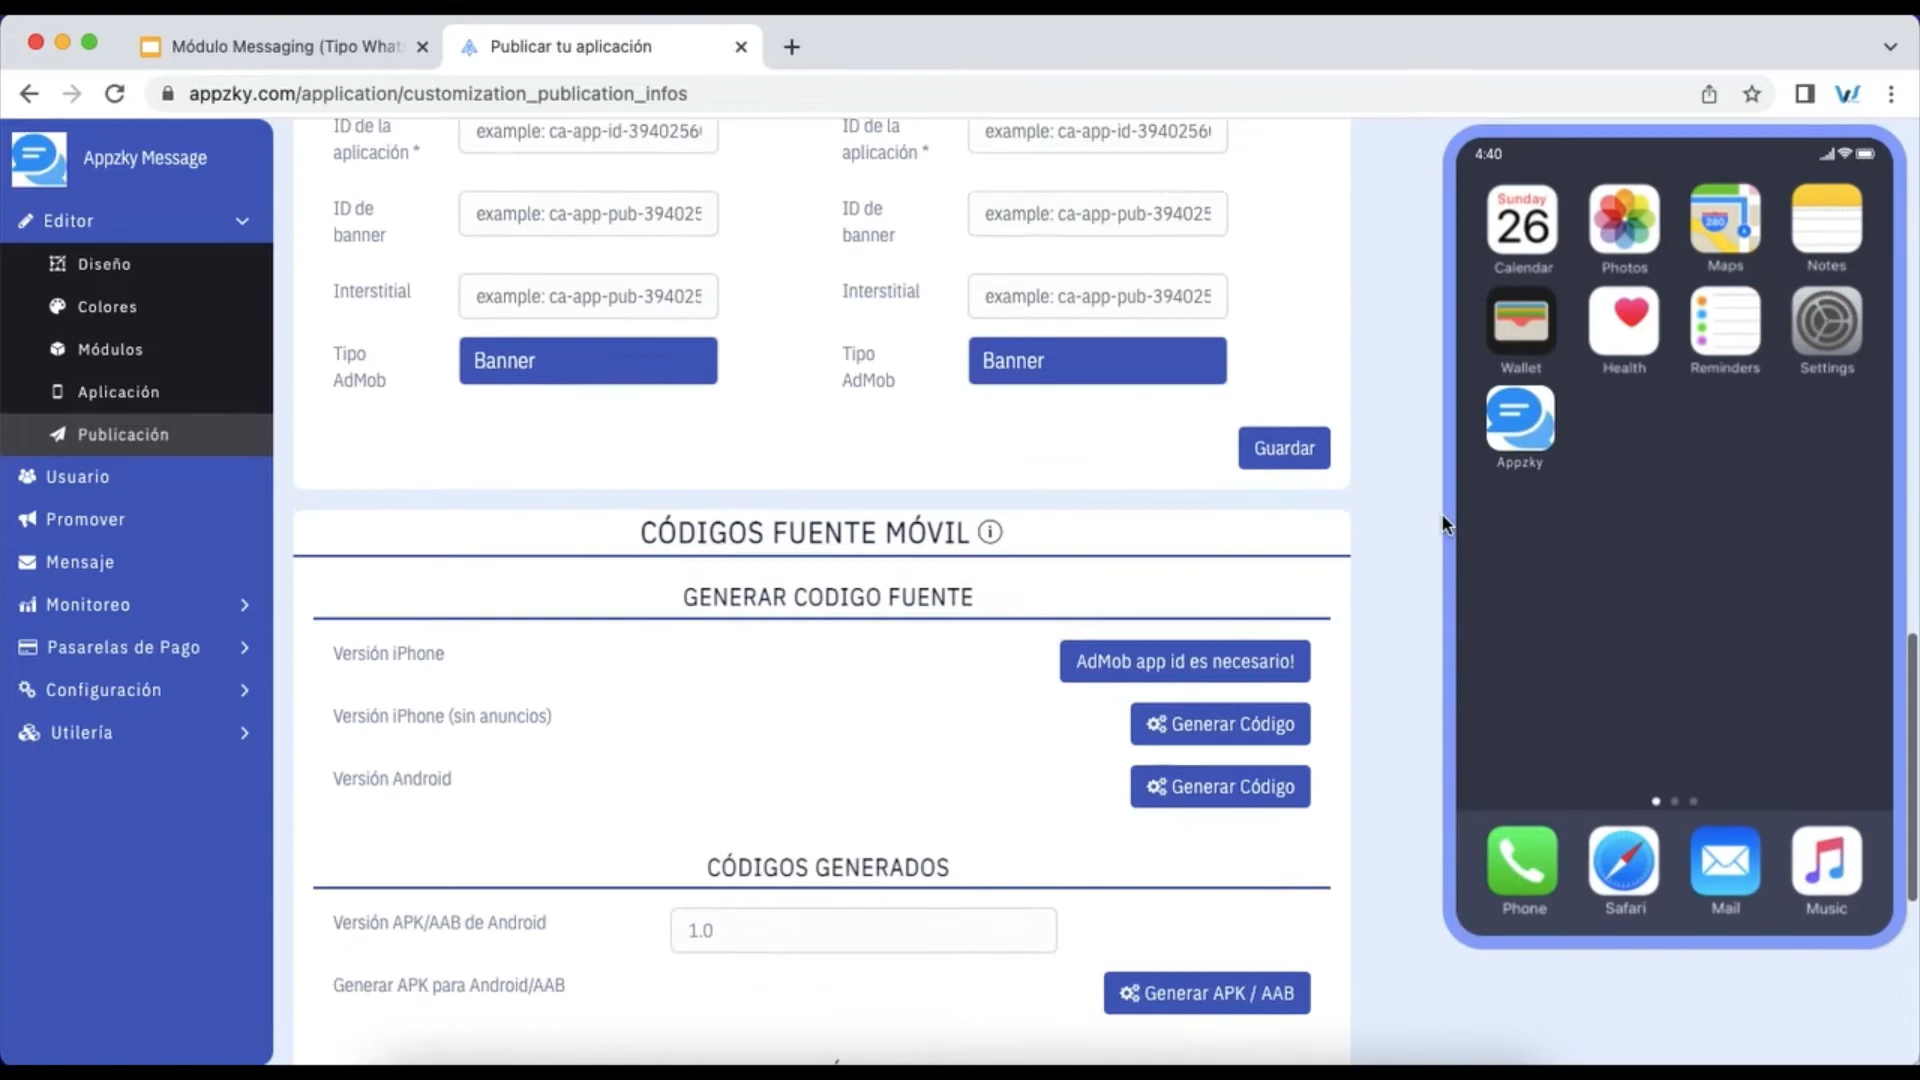 Módulo Messaging (Tipo What
Publicar tu aplicación
appzky.com/application/customization_publication_infos
Appzky Message
Editor
Diseño
Colores
Módulos
Aplicación
Publicación
Usuario
Promover
Mensaje
Monitoreo
Pasarelas de Pago
Configuración
Utilería
ID de la
aplicación *
example: ca-app-id-3940256
ID de la
aplicación *
example: ca-app-id-3940256
ID de
banner
example: ca-app-pub-394025
ID de
banner
example: ca-app-pub-394025
Interstitial
example: ca-app-pub-394025
Interstitial
example: ca-app-pub-394025
Tipo
AdMob
Banner
Tipo
AdMob
Banner
Guardar
CÓDIGOS FUENTE MÓVIL
GENERAR CODIGO FUENTE
Versión iPhone
AdMob app id es necesario!
Versión iPhone (sin anuncios)
Generar Código
Versión Android
Generar Código
CÓDIGOS GENERADOS
Versión APK/AAB de Android
1.0
Generar APK para Android/AAB
Generar APK / AAB
4:40
Sunday
26
280
Calendar
Photos
Maps
Notes
Wallet
Health
Reminders
Settings
Appzky
Phone
Safari
Mail
Music